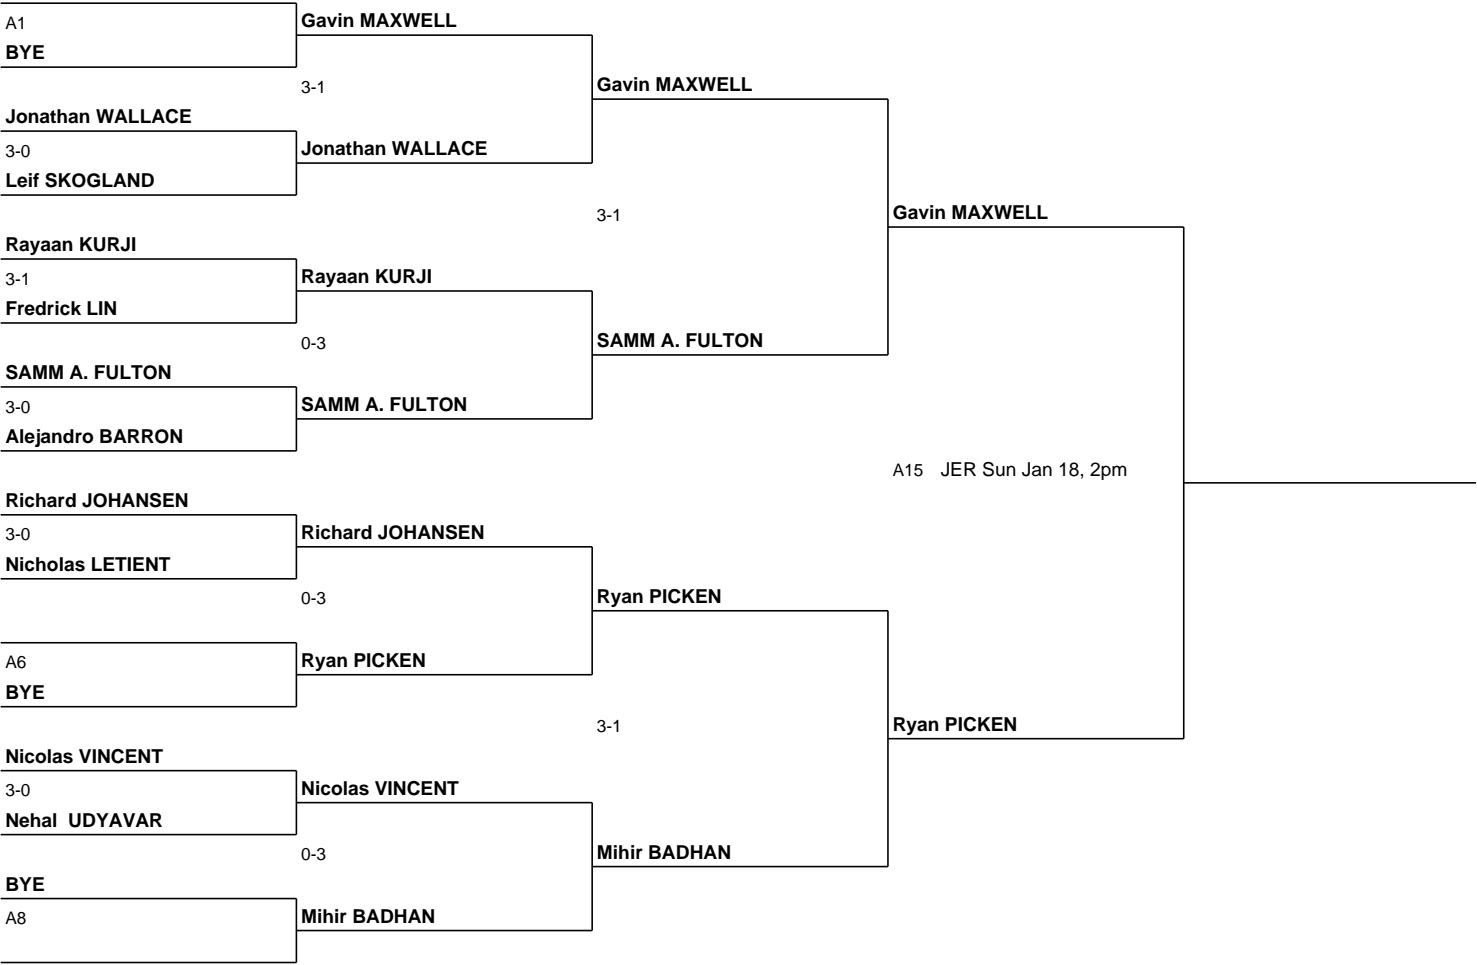 A1
BYE
Gavin MAXWELL
3-1
Gavin MAXWELL
Jonathan WALLACE
3-0
Leif SKOGLAND
Jonathan WALLACE
3-1
Gavin MAXWELL
Rayaan KURJI
3-1
Fredrick LIN
Rayaan KURJI
0-3
SAMM A. FULTON
SAMM A. FULTON
3-0
Alejandro BARRON
SAMM A. FULTON
A15 JER Sun Jan 18, 2pm
Richard JOHANSEN
3-0
Nicholas LETIENT
Richard JOHANSEN
0-3
Ryan PICKEN
A6
BYE
Ryan PICKEN
3-1
Ryan PICKEN
Nicolas VINCENT
3-0
Nehal  UDYAVAR
Nicolas VINCENT
0-3
Mihir BADHAN
BYE
A8
Mihir BADHAN